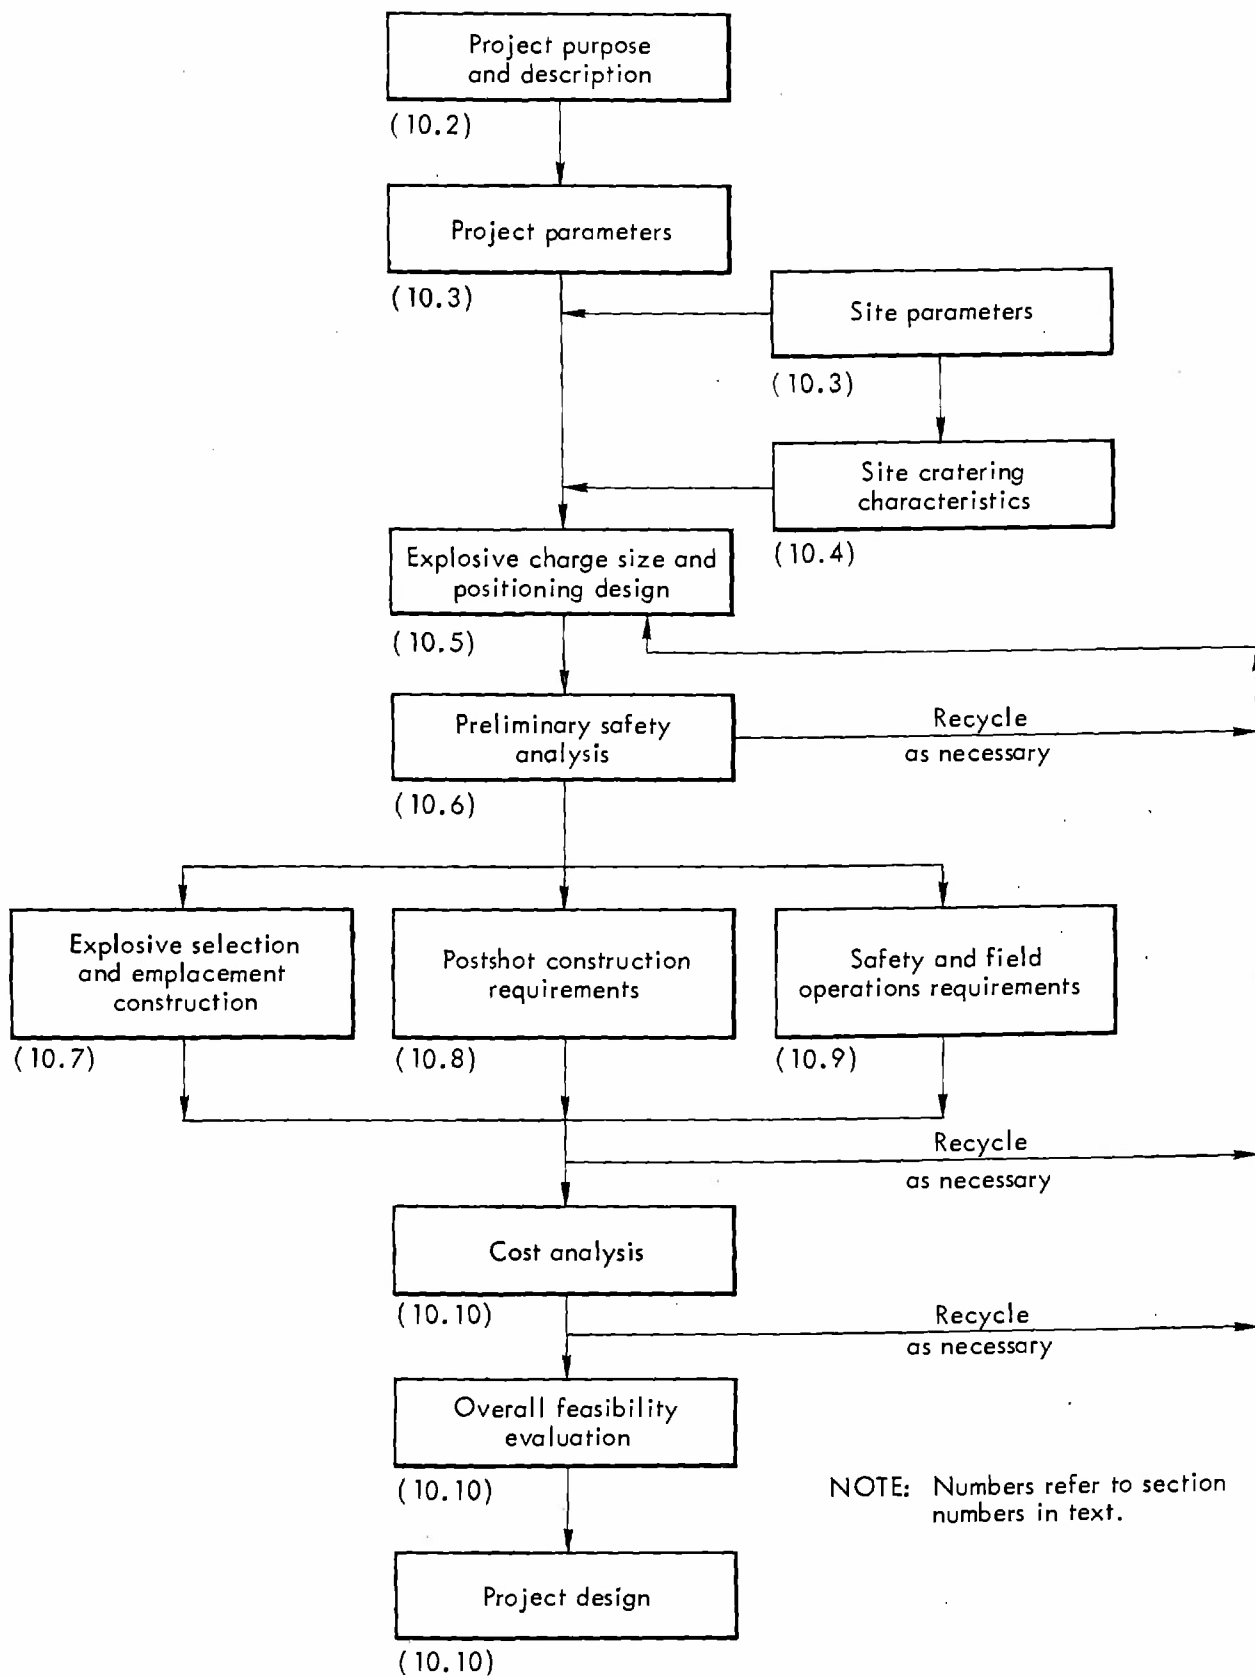 Project purpose
and description
(10.2)
Project parameters
(10.3)
Site parameters
(10.3)
Site cratering
characteristics
(10.4)
Explosive charge size and
positioning design
(10.5)
Preliminary safety
analysis
(10.6)
Recycle
as necessary
Explosive selection
and emplacement
construction
(10.7)
Postshot construction
requirements
(10.8)
Safety and field
operations requirements
(10.9)
Recycle
as necessary
Cost analysis
(10.10)
Recycle
as necessary
Overall feasibility
evaluation
(10.10)
NOTE: Numbers refer to section
numbers in text.
Project design
(10.10)